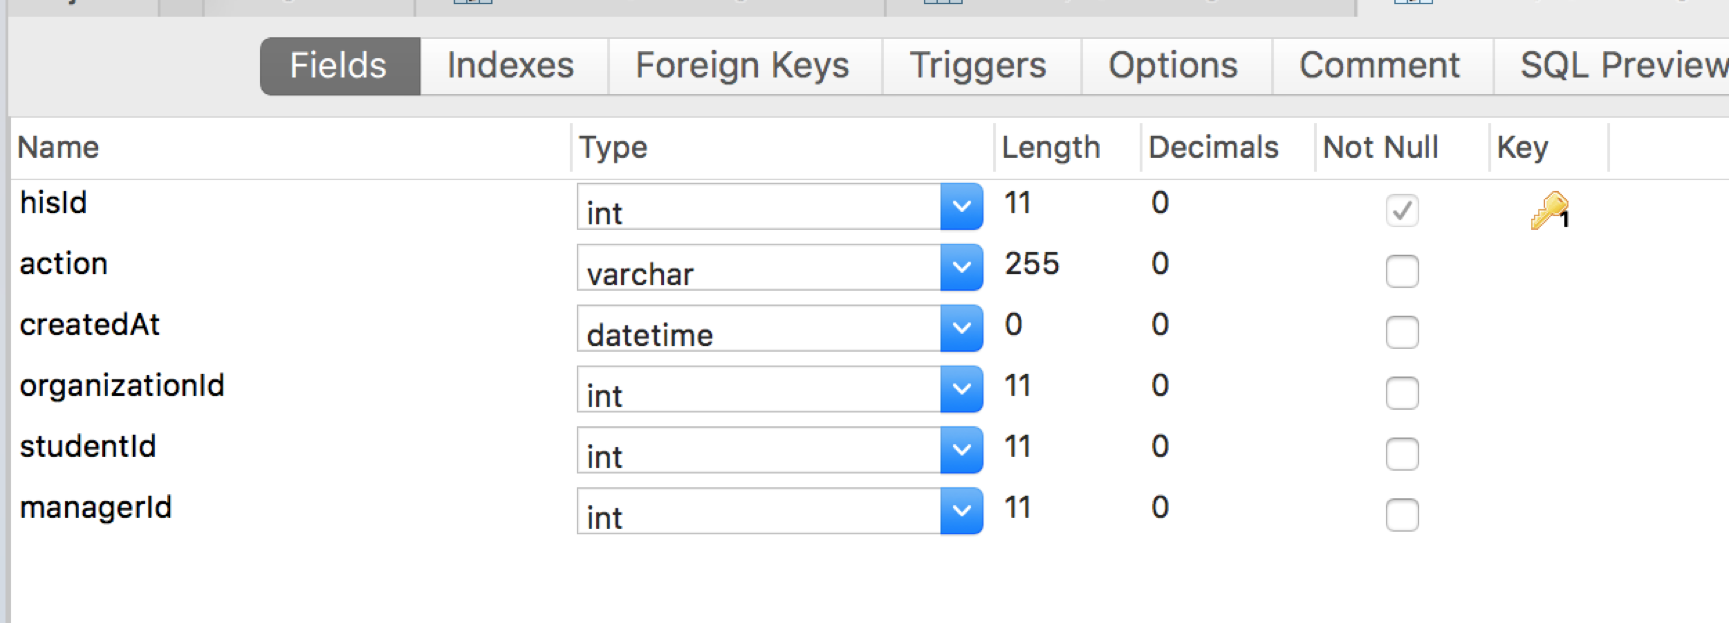 Fields Indexes Foreign Keys Triggers Options Comment SQL Preview
Name Type Length Decimals Not Null Key
hisId int 11 0 1
action varchar 255 0
createdAt datetime 0 0
organizationId int 11 0
studentId int 11 0
managerId int 11 0